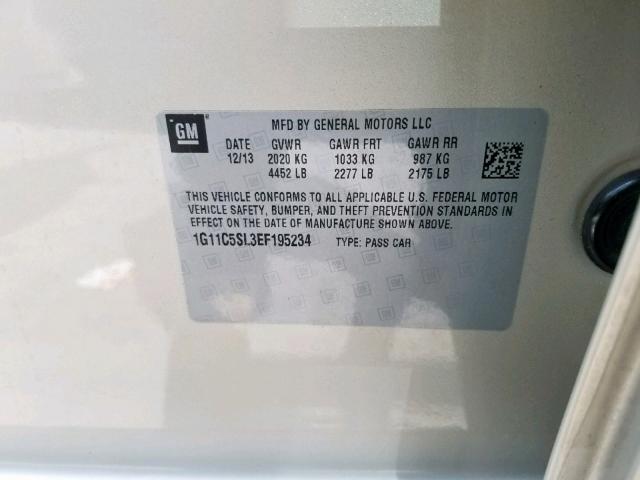 GM
MFD BY GENERAL MOTORS LLC
DATE GVWR GAWR FRT GAWR RR
12/13 2020 KG 1033 KG 987 KG
4452 LB 2277 LB 2175 LB
THIS VEHICLE CONFORMS TO ALL APPLICABLE U.S. FEDERAL MOTOR
VEHICLE SAFETY, BUMPER, AND THEFT PREVENTION STANDARDS IN
EFFECT ON THE DATE OF MANUFACTURE SHOWN ABOVE.
1G11C5SL3EF195234 TYPE: PASS CAR